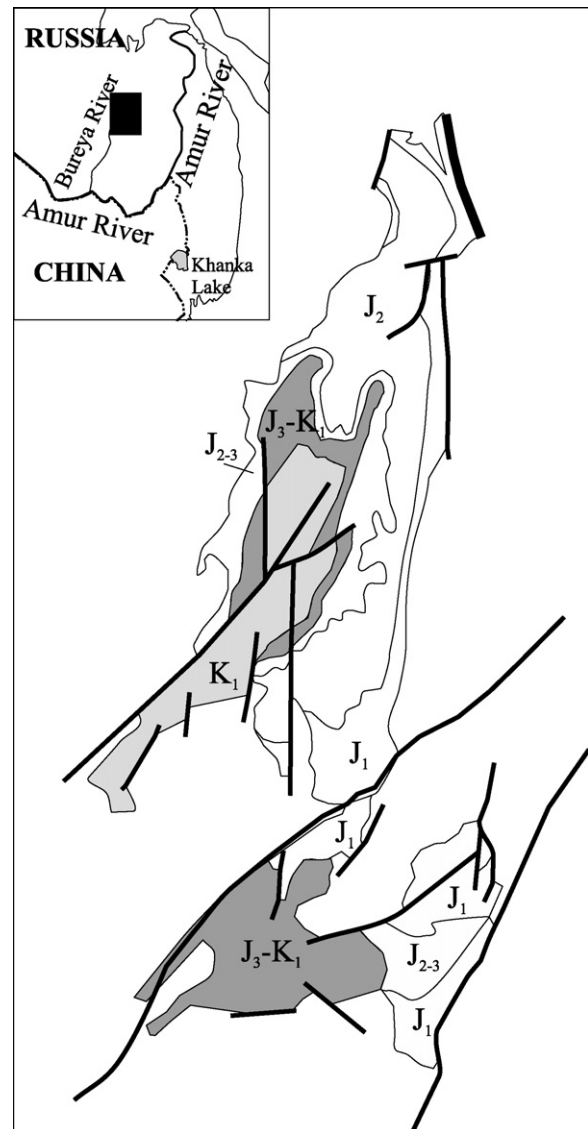 RUSSIA
Bureya River
Amur River
Amur River
CHINA
Khanka
Lake
J₂
J₃-K₁
J₂₋₃
K₁
J₁
J₁
J₁
J₃-K₁
J₂₋₃
J₁